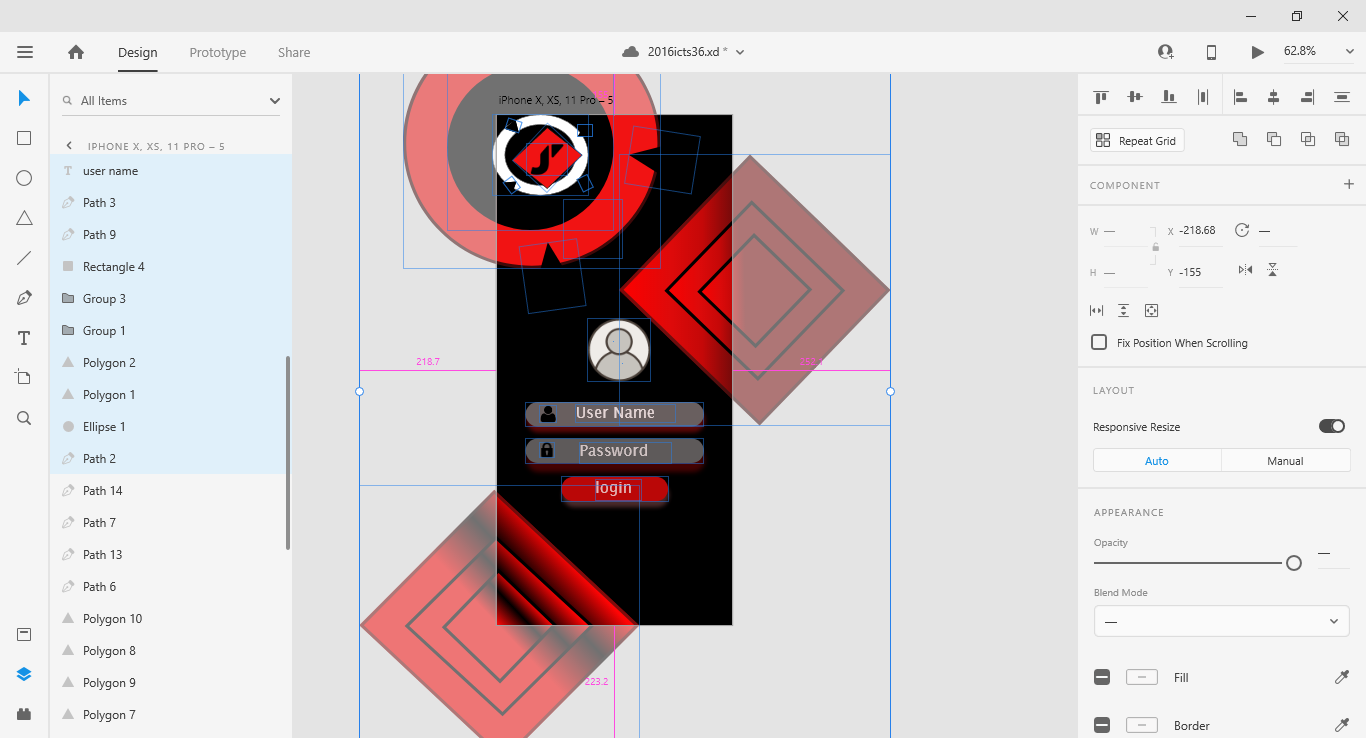 Design
Prototype
Share
2016icts36.xd *
62.8%
All Items
IPHONE X, XS, 11 PRO – 5
user name
Path 3
Path 9
Rectangle 4
Group 3
Group 1
Polygon 2
Polygon 1
Ellipse 1
Path 2
Path 14
Path 7
Path 13
Path 6
Polygon 10
Polygon 8
Polygon 9
Polygon 7
iPhone X, XS, 11 Pro – 5
218.7
User Name
Password
login
223.2
Repeat Grid
COMPONENT
W —
X -218.68
—
H —
Y -155
Fix Position When Scrolling
LAYOUT
Responsive Resize
Auto
Manual
APPEARANCE
Opacity
—
Blend Mode
—
Fill
Border